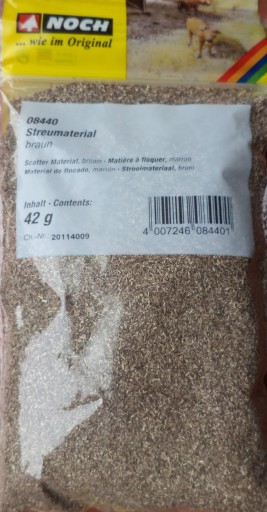 NOCH
... wie im Original
08440
Streumaterial
braun
Scatter Material, brown - Matière à floquer, marron
Material de flocado, marrón - Strooimateriaal, bruin
Inhalt - Contents:
42 g
Ch.-Nr. 20114009
4 007246 084401